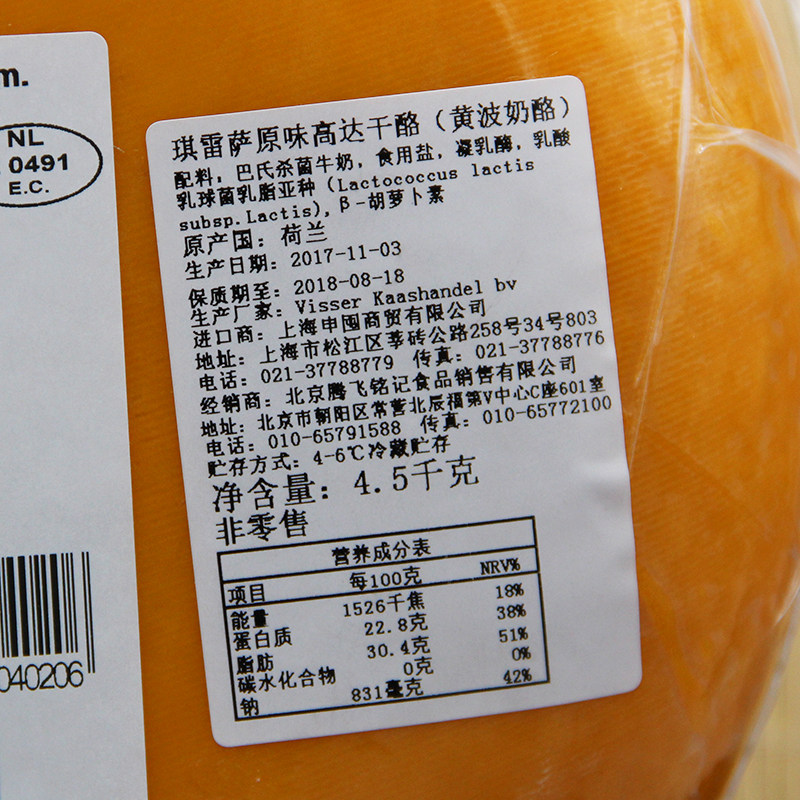 m.
NL
0491
E.C.
040206
琪雷萨原味高达干酪（黄波奶酪）
配料，巴氏杀菌牛奶，食用盐，凝乳酶，乳酸
乳球菌乳脂亚种（Lactococcus lactis
subsp.Lactis),β-胡萝卜素
原产国：荷兰
生产日期：2017-11-03
保质期至：2018-08-18
生产厂家：Visser Kaashandel bv
进口商：上海申囤商贸有限公司
地址：上海市松江区莘砖公路258号34号803
电话：021-37788779 传真：021-37788776
经销商：北京腾飞铭记食品销售有限公司
地址：北京市朝阳区常营北辰福第V中心C座601室
电话：010-65791588 传真：010-65772100
贮存方式：4-6℃冷藏贮存
净含量：4.5千克
非零售
营养成分表
项目 每100克 NRV%
能量 1526千焦 18%
蛋白质 22.8克 38%
脂肪 30.4克 51%
碳水化合物 0克 0%
钠 831毫克 42%